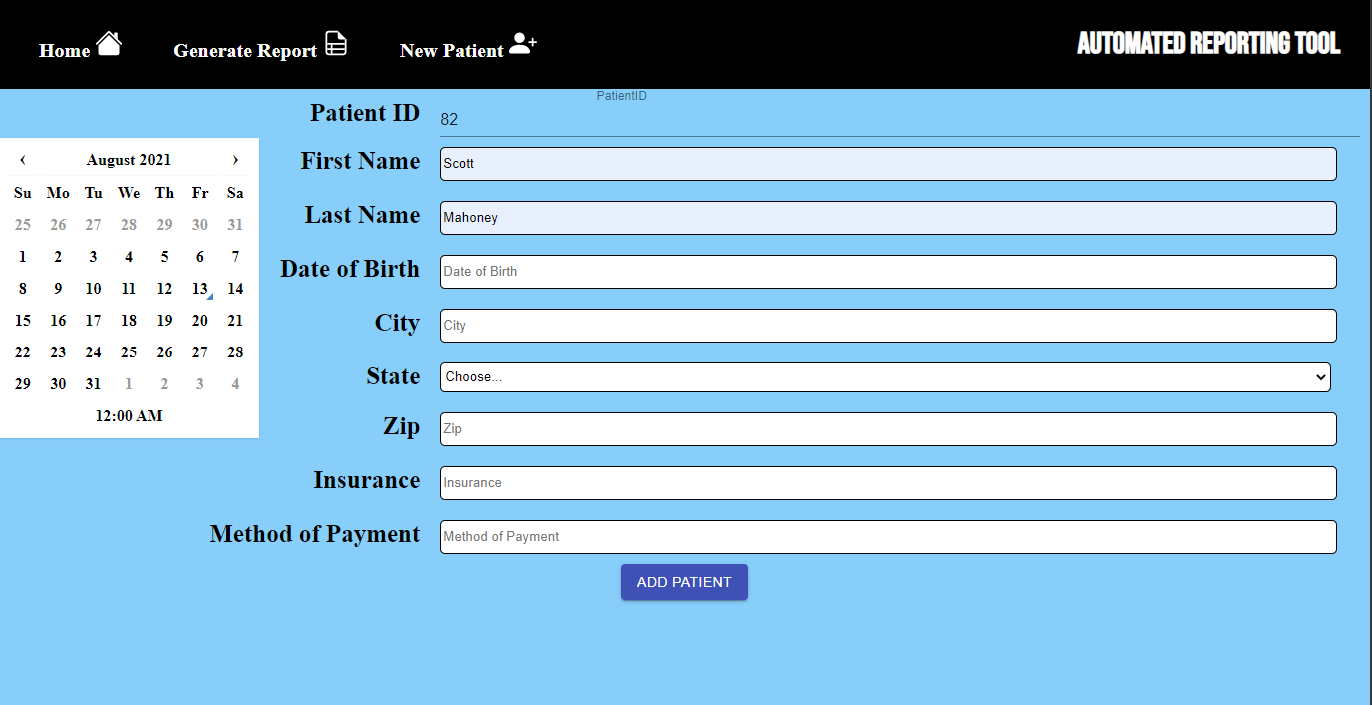 Home Generate Report New Patient AUTOMATED REPORTING TOOL
Patient ID PatientID
82
‹ August 2021 ›
Su Mo Tu We Th Fr Sa
25 26 27 28 29 30 31
1 2 3 4 5 6 7
8 9 10 11 12 13 14
15 16 17 18 19 20 21
22 23 24 25 26 27 28
29 30 31 1 2 3 4
12:00 AM
First Name Scott
Last Name Mahoney
Date of Birth Date of Birth
City City
State Choose...
Zip Zip
Insurance Insurance
Method of Payment Method of Payment
ADD PATIENT